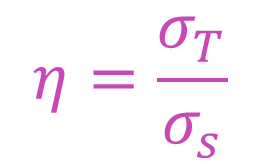 η = σ_T / σ_s